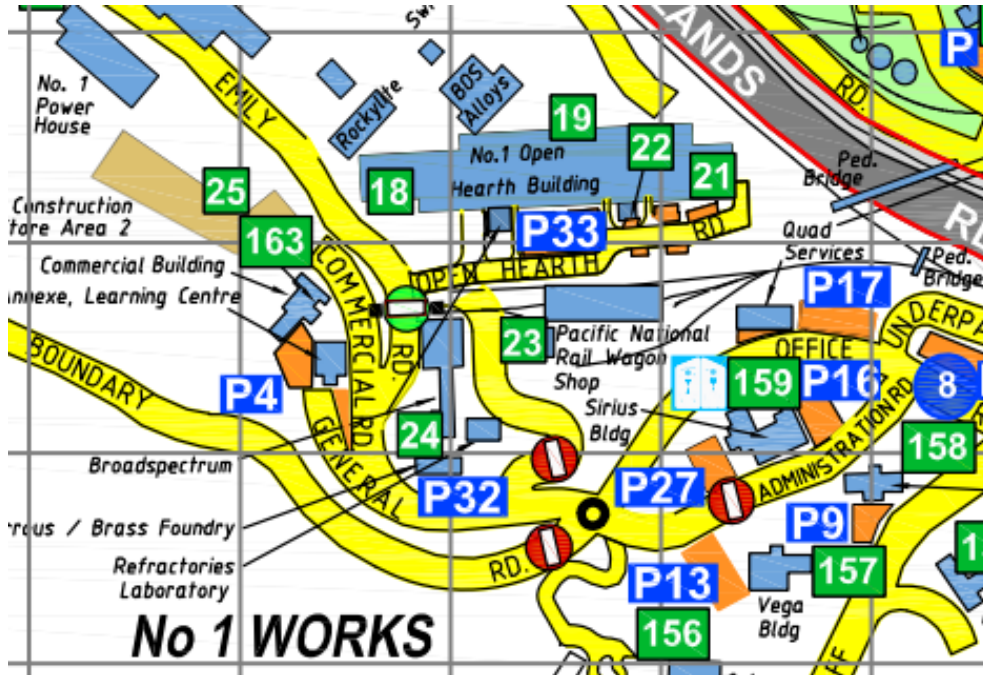 LANDS
P
No. 1
Power
House
EMILY
Rockylite
BOS
Alloys
19
RD.
No.1 Open
Hearth Building
22
21
18
25
Ped.
Bridge
Construction
Store Area 2
163
P33
RD
Quad
Services
Commercial Building
Annexe, Learning Centre
COMMERCIAL RD
OPEN HEARTH
Ped.
Bridge
P17
23
Pacific National
Rail Wagon
Shop
OFFICE
BOUNDARY
RD.
P4
159
P16
8
Sirius
Bldg
24
GENERAL
158
Broadspectrum
P32
P27
ADMINISTRATION RD
P9
/ Brass Foundry
Refractories
Laboratory
RD.
P13
157
Vega
Bldg
No 1 WORKS
156